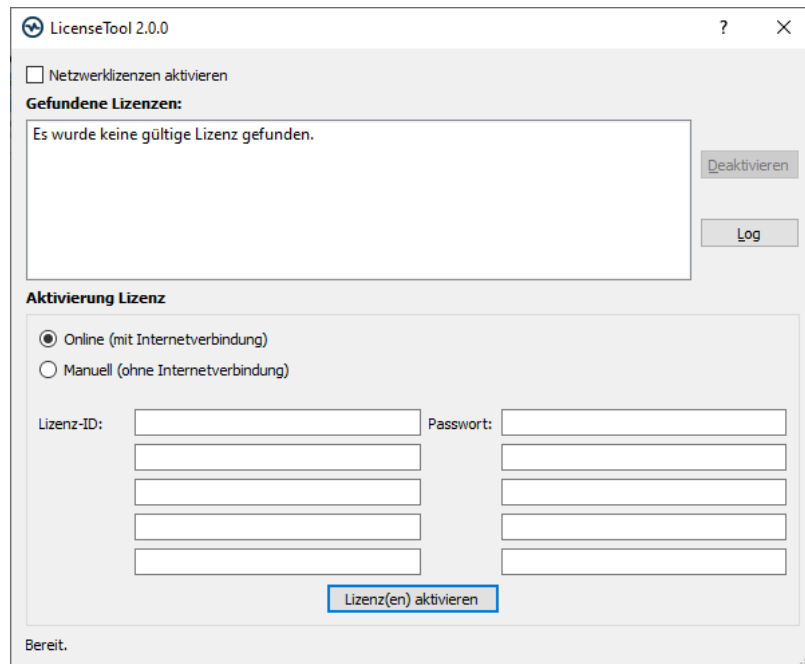 LicenseTool 2.0.0
?
Netzwerklizenzen aktivieren
Gefundene Lizenzen:
Es wurde keine gültige Lizenz gefunden.
Deaktivieren
Log
Aktivierung Lizenz
Online (mit Internetverbindung)
Manuell (ohne Internetverbindung)
Lizenz-ID: Passwort:
Lizenz(en) aktivieren
Bereit.